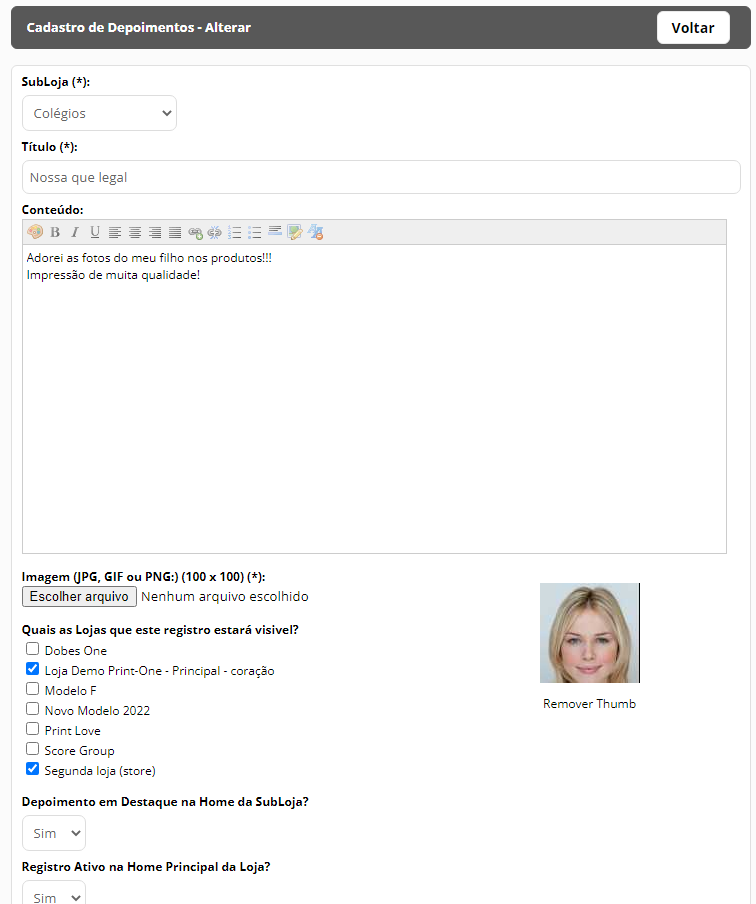 Cadastro de Depoimentos - Alterar
Voltar
SubLoja (*):
Colégios
Título (*):
Nossa que legal
Conteúdo:
B I U
Adorei as fotos do meu filho nos produtos!!!
Impressão de muita qualidade!
Imagem (JPG, GIF ou PNG:) (100 x 100) (*):
Escolher arquivo Nenhum arquivo escolhido
Remover Thumb
Quais as Lojas que este registro estará visivel?
Dobes One
Loja Demo Print-One - Principal - coração
Modelo F
Novo Modelo 2022
Print Love
Score Group
Segunda loja (store)
Depoimento em Destaque na Home da SubLoja?
Sim
Registro Ativo na Home Principal da Loja?
Sim